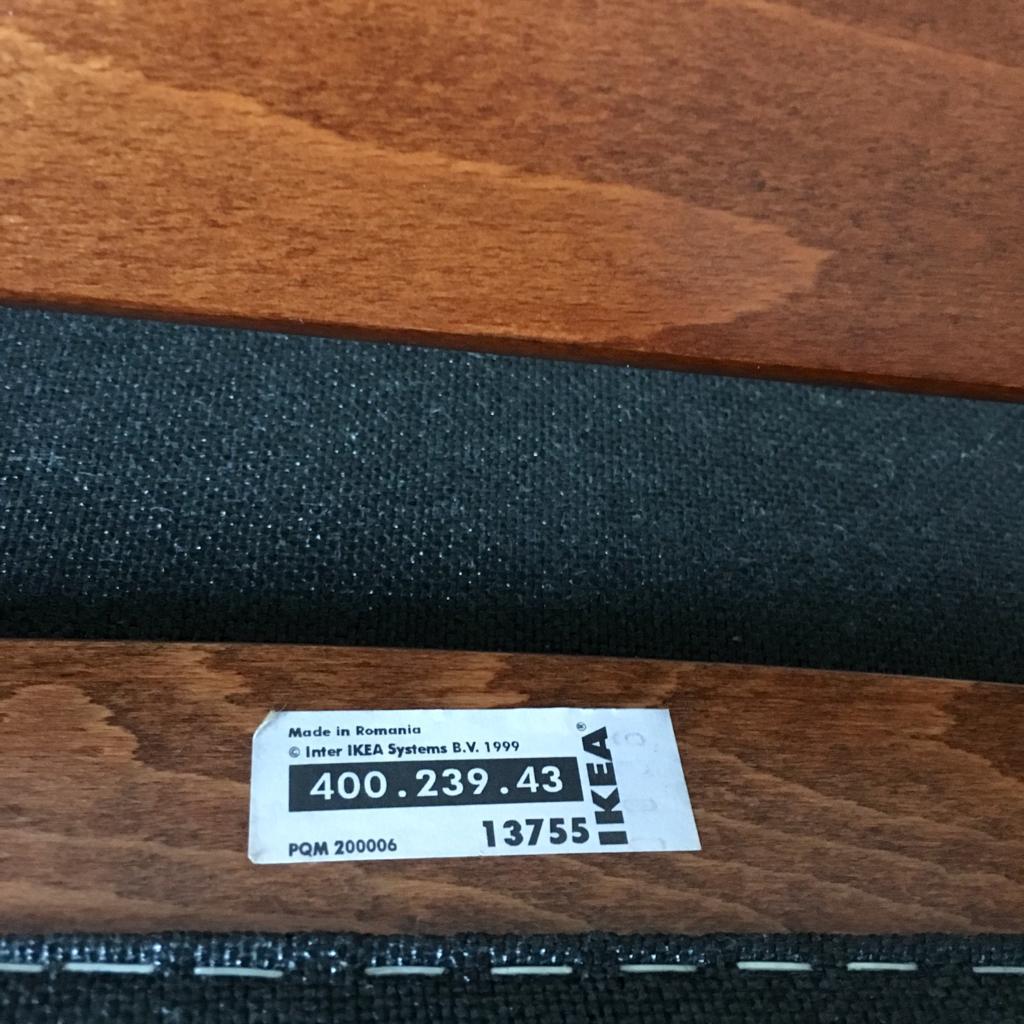 Made in Romania
© Inter IKEA Systems B.V. 1999
400.239.43
13755
PQM 200006
IKEA®